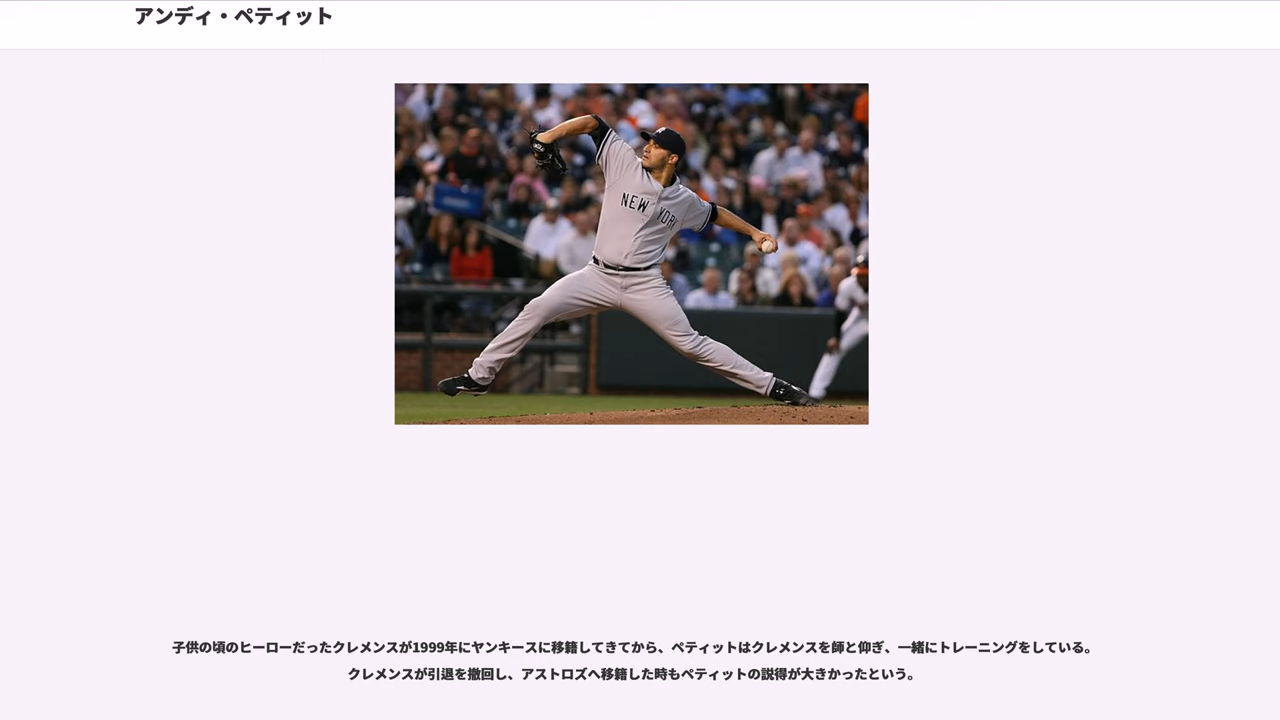 アンディ・ペティット
NEW YORK
子供の頃のヒーローだったクレメンスが1999年にヤンキースに移籍してきてから、ペティットはクレメンスを師と仰ぎ、一緒にトレーニングをしている。
クレメンスが引退を撤回し、アストロズへ移籍した時もペティットの説得が大きかったという。